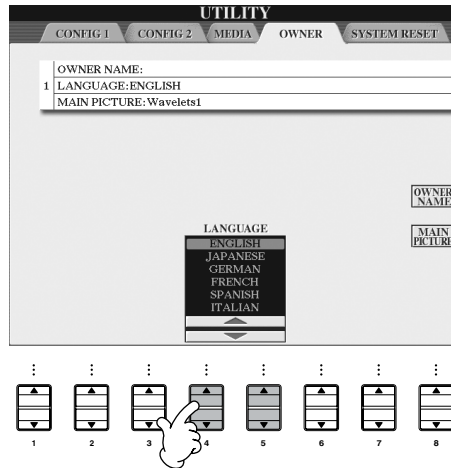 UTILITY
CONFIG 1 CONFIG 2 MEDIA OWNER SYSTEM RESET
OWNER NAME:
1 LANGUAGE:ENGLISH
MAIN PICTURE:Wavelets1
OWNER
NAME
MAIN
PICTURE
LANGUAGE
ENGLISH
JAPANESE
GERMAN
FRENCH
SPANISH
ITALIAN
1 2 3 4 5 6 7 8